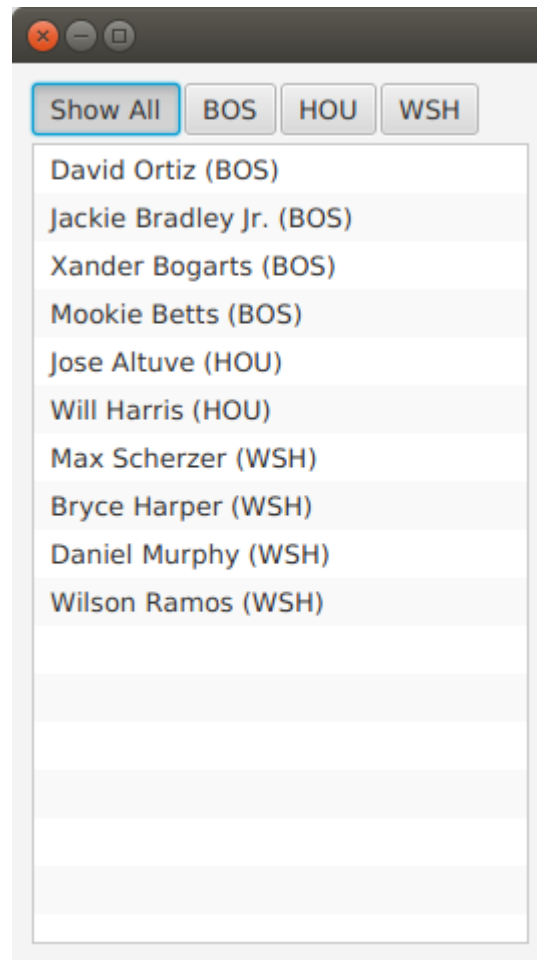 Show All BOS HOU WSH
David Ortiz (BOS)
Jackie Bradley Jr. (BOS)
Xander Bogarts (BOS)
Mookie Betts (BOS)
Jose Altuve (HOU)
Will Harris (HOU)
Max Scherzer (WSH)
Bryce Harper (WSH)
Daniel Murphy (WSH)
Wilson Ramos (WSH)